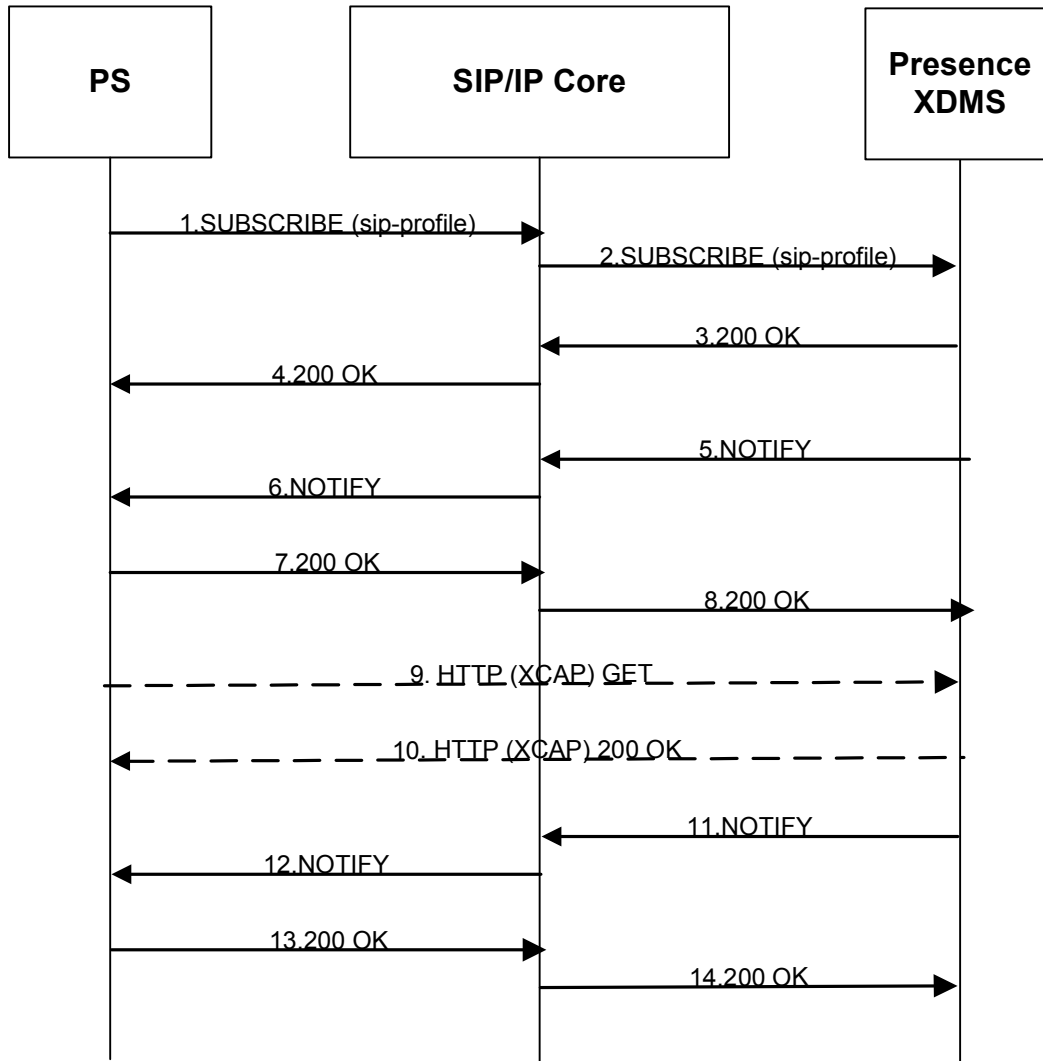 PS
SIP/IP Core
Presence
XDMS
1.SUBSCRIBE (sip-profile)
2.SUBSCRIBE (sip-profile)
3.200 OK
4.200 OK
5.NOTIFY
6.NOTIFY
7.200 OK
8.200 OK
9. HTTP (XCAP) GET
10. HTTP (XCAP) 200 OK
11.NOTIFY
12.NOTIFY
13.200 OK
14.200 OK